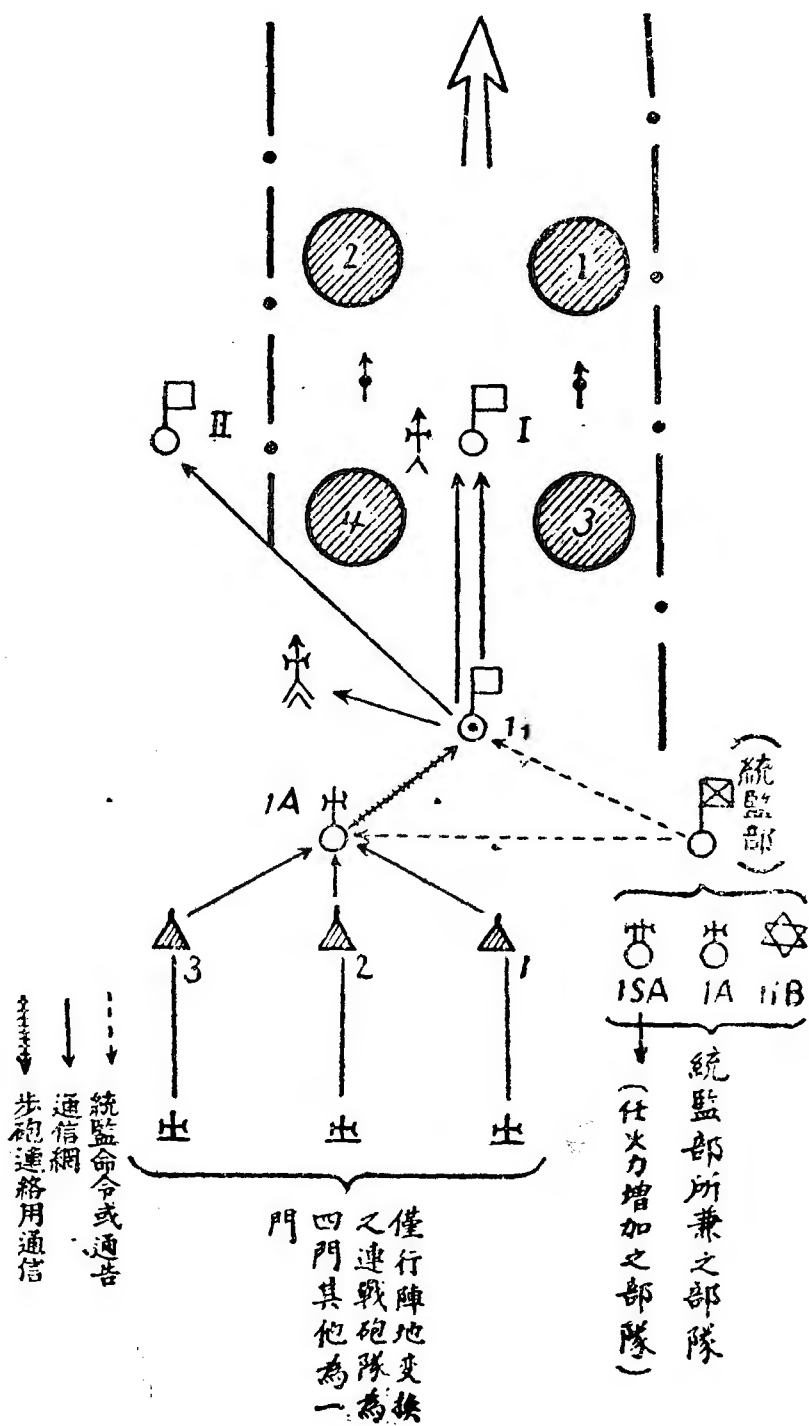 2
1
II
I
4
3
11
1A
(統監部)
3
2
1
1SA
1A
11B
統監部所兼之部隊
(任火力增加之部隊)
僅行陣地变換
之連戰砲隊為
四門其他為一
門
統監命令或通告
通信網
步砲連絡用通信